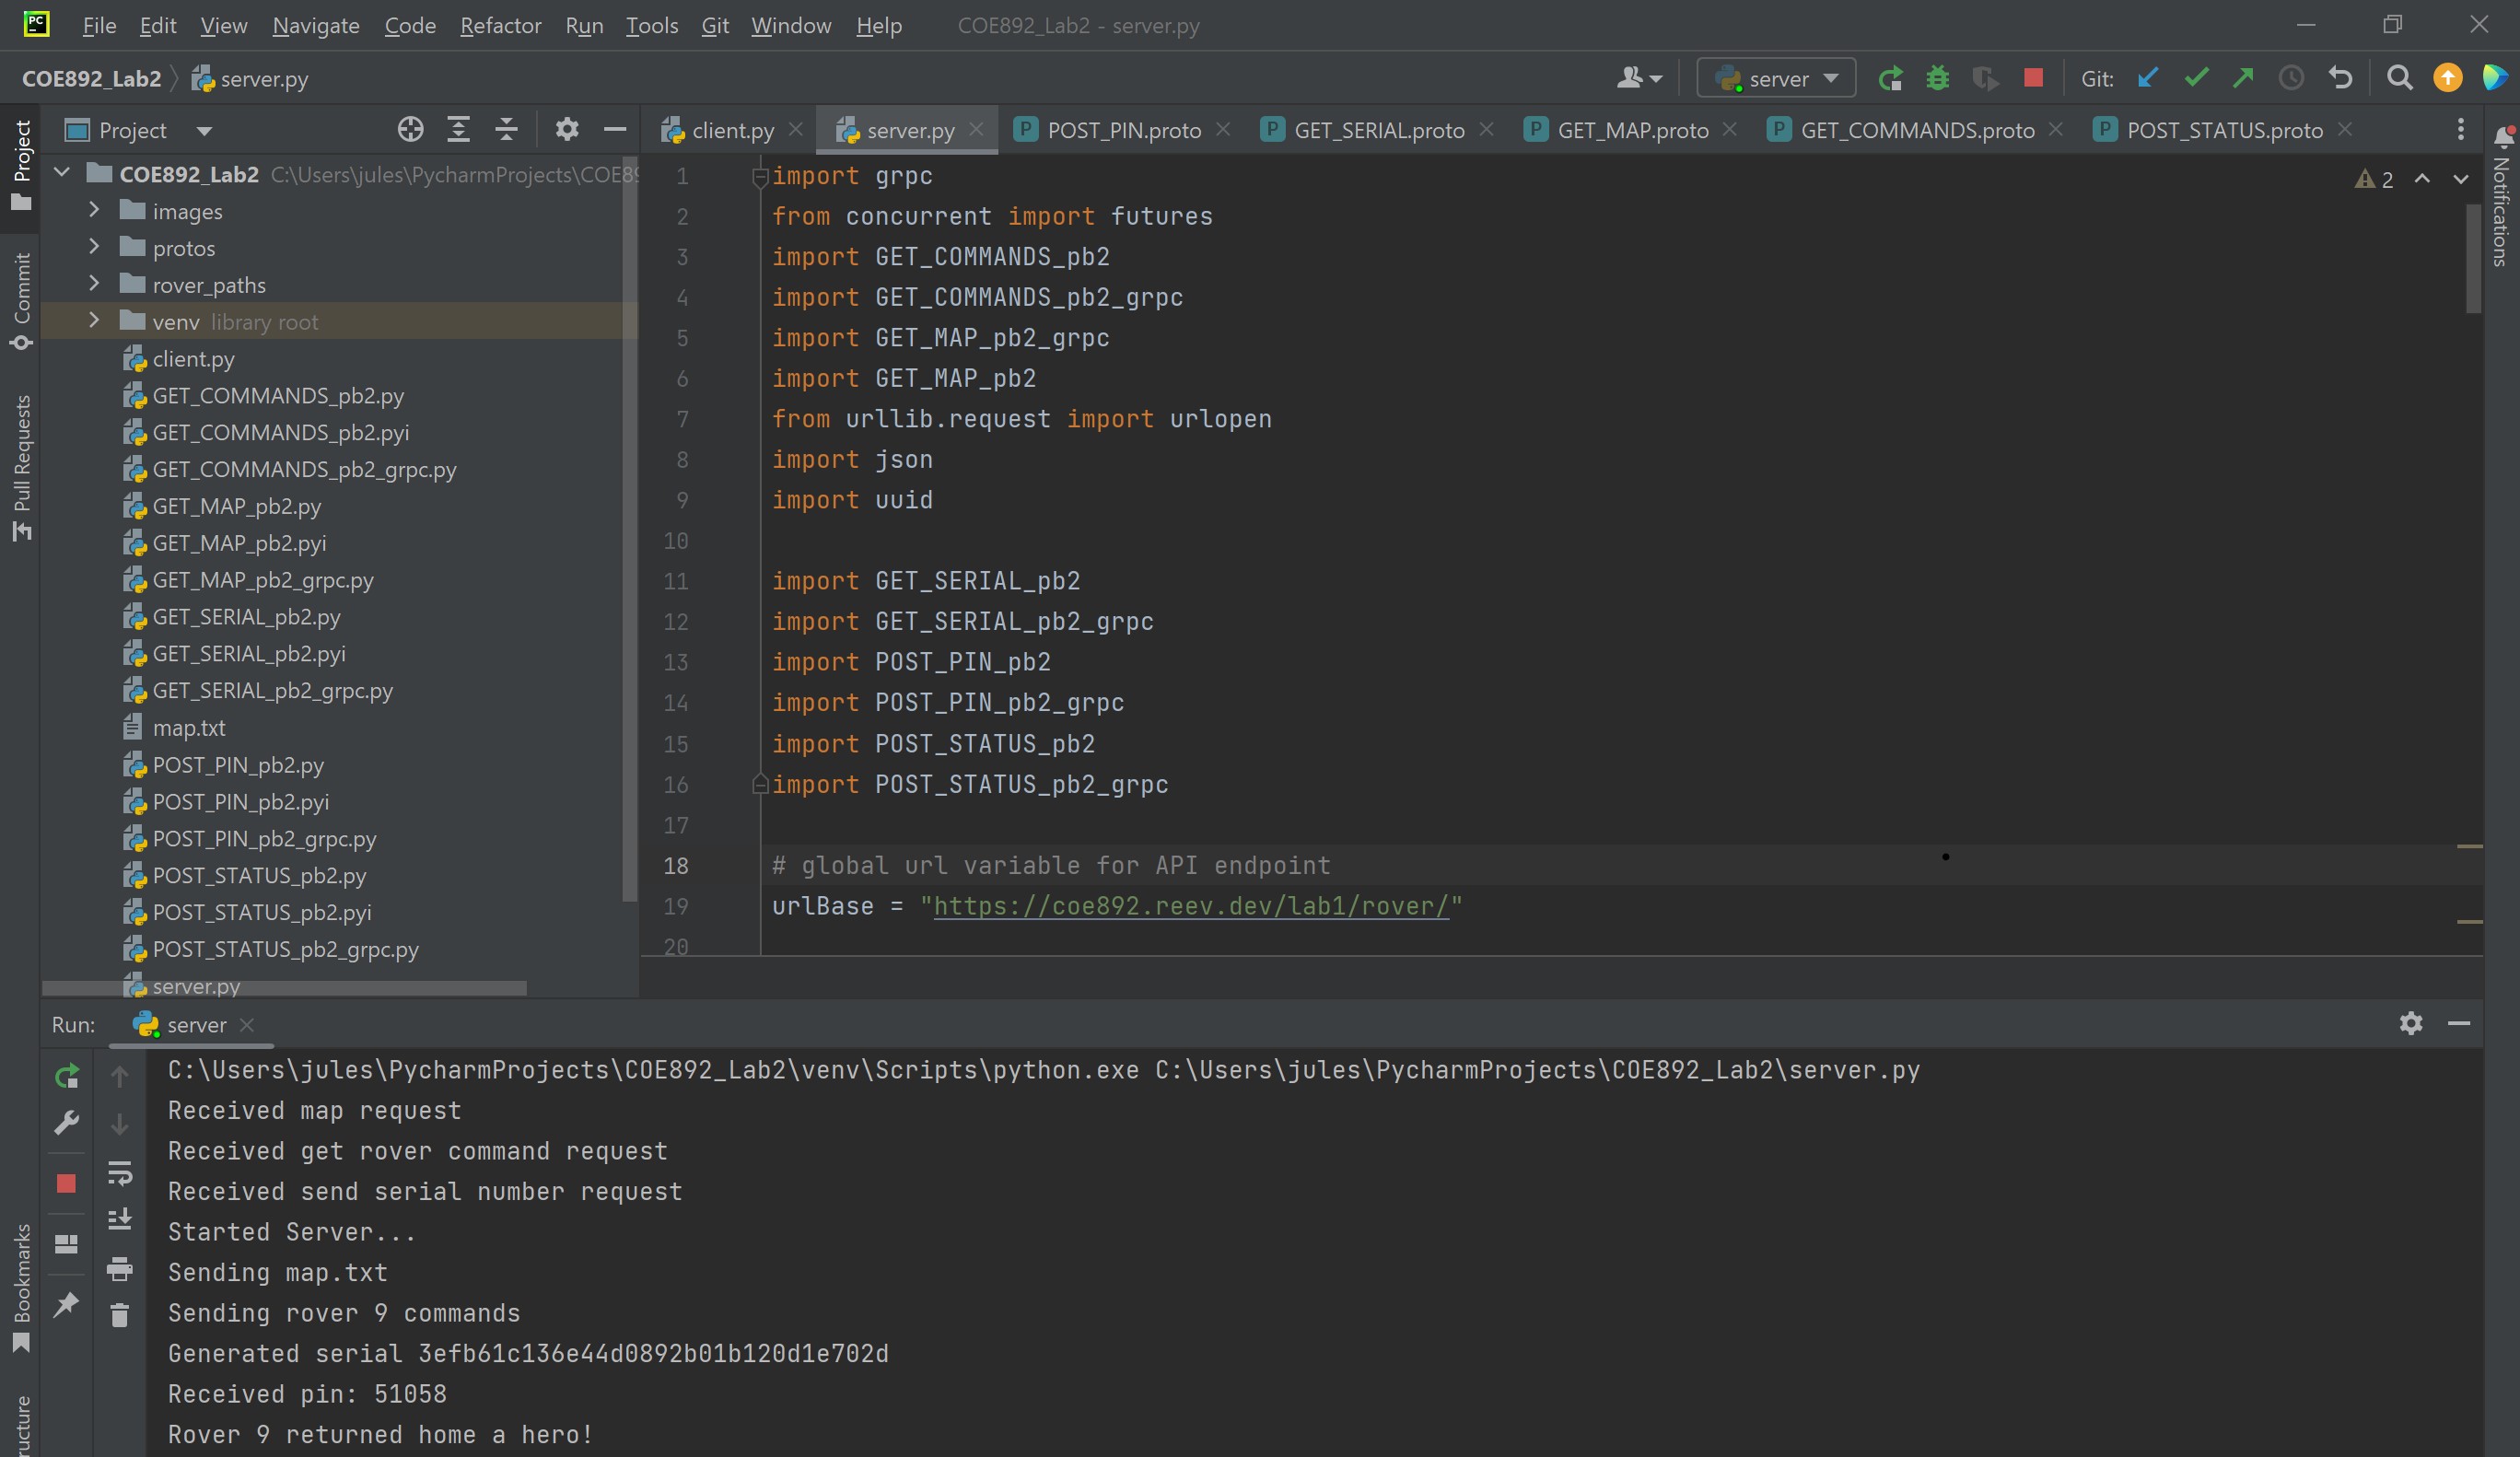 PC File Edit View Navigate Code Refactor Run Tools Git Window Help COE892_Lab2 - server.py
COE892_Lab2 server.py server Git:
Project client.py server.py POST_PIN.proto GET_SERIAL.proto GET_MAP.proto GET_COMMANDS.proto POST_STATUS.proto
Project
Commit
Pull Requests
Bookmarks
ructure
COE892_Lab2 C:\Users\jules\PycharmProjects\COE89
images
protos
rover_paths
venv library root
client.py
GET_COMMANDS_pb2.py
GET_COMMANDS_pb2.pyi
GET_COMMANDS_pb2_grpc.py
GET_MAP_pb2.py
GET_MAP_pb2.pyi
GET_MAP_pb2_grpc.py
GET_SERIAL_pb2.py
GET_SERIAL_pb2.pyi
GET_SERIAL_pb2_grpc.py
map.txt
POST_PIN_pb2.py
POST_PIN_pb2.pyi
POST_PIN_pb2_grpc.py
POST_STATUS_pb2.py
POST_STATUS_pb2.pyi
POST_STATUS_pb2_grpc.py
server.py
1 import grpc
2 from concurrent import futures
3 import GET_COMMANDS_pb2
4 import GET_COMMANDS_pb2_grpc
5 import GET_MAP_pb2_grpc
6 import GET_MAP_pb2
7 from urllib.request import urlopen
8 import json
9 import uuid
10
11 import GET_SERIAL_pb2
12 import GET_SERIAL_pb2_grpc
13 import POST_PIN_pb2
14 import POST_PIN_pb2_grpc
15 import POST_STATUS_pb2
16 import POST_STATUS_pb2_grpc
17
18 # global url variable for API endpoint
19 urlBase = "https://coe892.reev.dev/lab1/rover/"
20
2
Notifications
Run: server
C:\Users\jules\PycharmProjects\COE892_Lab2\venv\Scripts\python.exe C:\Users\jules\PycharmProjects\COE892_Lab2\server.py
Received map request
Received get rover command request
Received send serial number request
Started Server...
Sending map.txt
Sending rover 9 commands
Generated serial 3efb61c136e44d0892b01b120d1e702d
Received pin: 51058
Rover 9 returned home a hero!